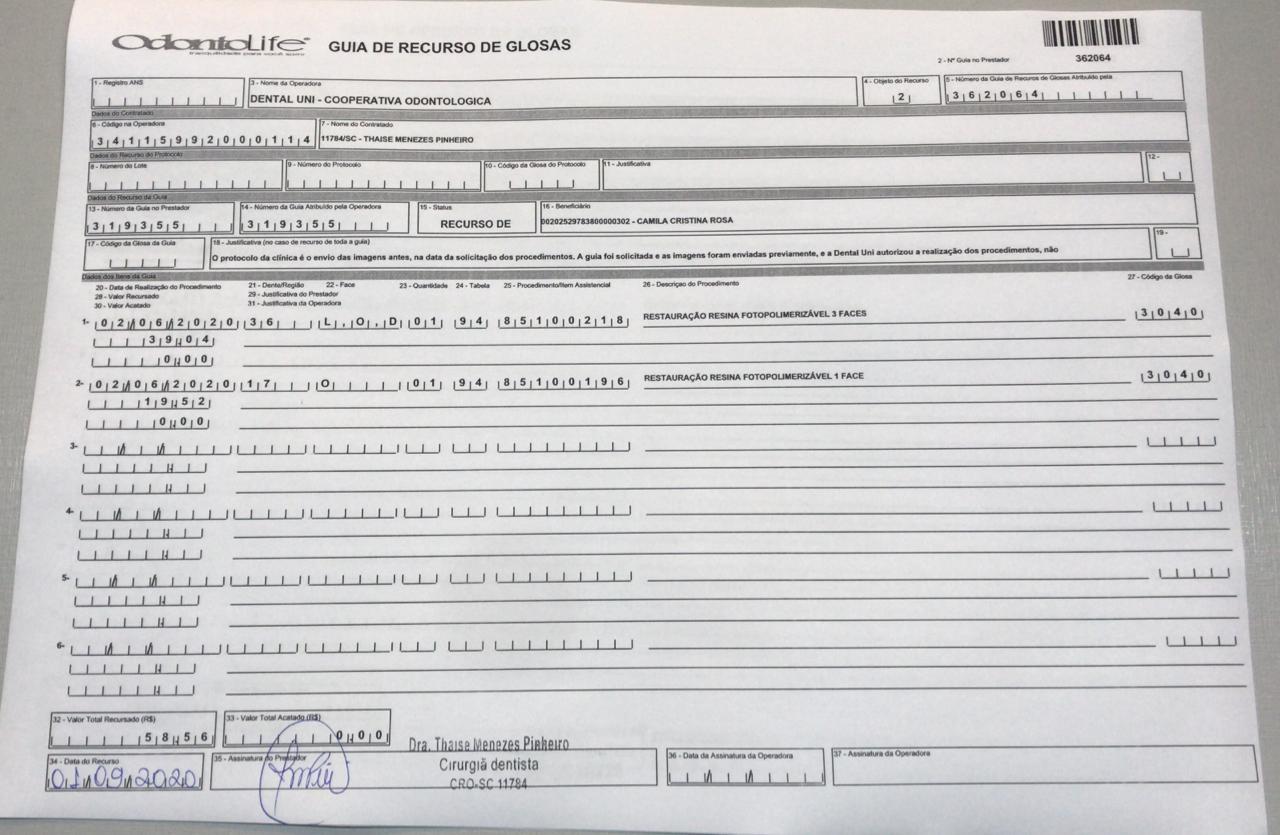 OdontoLife
tranquilidade para você sorrir
GUIA DE RECURSO DE GLOSAS
2 - Nº Guia no Prestador
362064
1 - Registro ANS
3 - Nome da Operadora
DENTAL UNI - COOPERATIVA ODONTOLOGICA
4 - Objeto do Recurso
2
5 - Número da Guia de Recuros de Glosas Atribuído pela
362064
Dados do Contratado
6 - Código na Operadora
34115992000114
7 - Nome do Contratado
11784/SC - THAISE MENEZES PINHEIRO
Dados do Recurso do Protocolo
8 - Número do Lote
9 - Número do Protocolo
10 - Código da Glosa do Protocolo
11 - Justificativa
12 -
Dados do Recurso da Guia
13 - Número da Guia no Prestador
319355
14 - Número da Guia Atribuído pela Operadora
319355
15 - Status
RECURSO DE
16 - Beneficiário
00202529783800000302 - CAMILA CRISTINA ROSA
17 - Código da Glosa da Guia
18 - Justificativa (no caso de recurso de toda a guia)
O protocolo da clínica é o envio das imagens antes, na data da solicitação dos procedimentos. A guia foi solicitada e as imagens foram enviadas previamente, e a Dental Uni autorizou a realização dos procedimentos, não
19 -
Dados dos Itens da Guia
20 - Data de Realização do Procedimento 21 - Dente/Região 22 - Face 23 - Quantidade 24 - Tabela 25 - Procedimento/Item Assistencial 26 - Descriçao do Procedimento 27 - Código da Glosa
28 - Valor Recursado 29 - Justificativa do Prestador
30 - Valor Acatado 31 - Justificativa da Operadora
1- 02/06/2020 36 L,O,D 01 94 85100218 RESTAURAÇÃO RESINA FOTOPOLIMERIZÁVEL 3 FACES 3040
39,04
0,00
2- 02/06/2020 17 O 01 94 85100196 RESTAURAÇÃO RESINA FOTOPOLIMERIZÁVEL 1 FACE 3040
19,52
0,00
3-
4-
5-
6-
32 - Valor Total Recursado (R$)
58,56
33 - Valor Total Acatado (R$)
0,00
34 - Data do Recurso
01/09/2020
35 - Assinatura do Prestador
Dra. Thaise Menezes Pinheiro
Cirurgiã dentista
CRO-SC 11784
36 - Data da Assinatura da Operadora
37 - Assinatura da Operadora